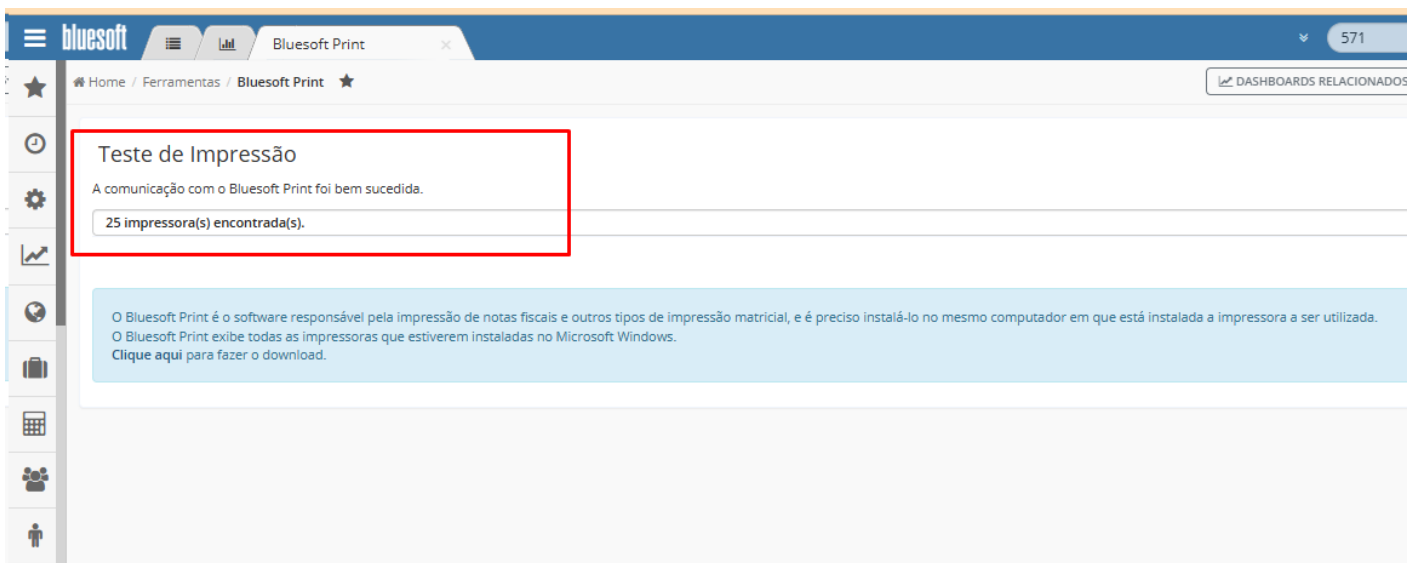 bluesoft
Bluesoft Print
571
Home / Ferramentas / Bluesoft Print
DASHBOARDS RELACIONADOS
Teste de Impressão
A comunicação com o Bluesoft Print foi bem sucedida.
25 impressora(s) encontrada(s).
O Bluesoft Print é o software responsável pela impressão de notas fiscais e outros tipos de impressão matricial, e é preciso instalá-lo no mesmo computador em que está instalada a impressora a ser utilizada.
O Bluesoft Print exibe todas as impressoras que estiverem instaladas no Microsoft Windows.
Clique aqui para fazer o download.